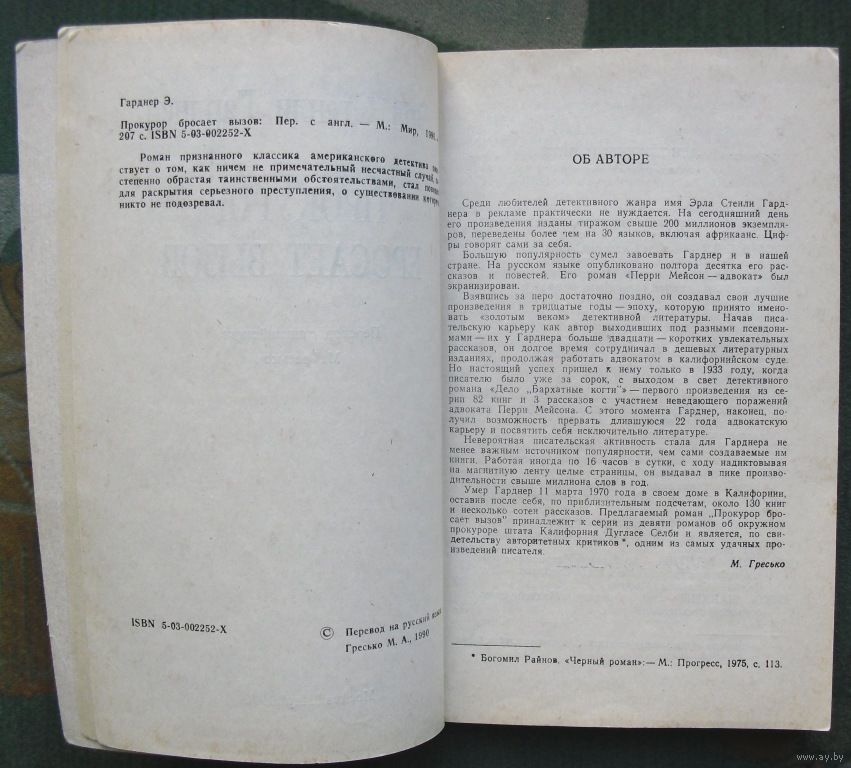 Гарднер Э.
Прокурор бросает вызов: Пер. с англ. — М.: Мир,
207 с. ISBN 5-03-002252-X
Роман признанного классика американского детектива
ствует о том, как ничем не примечательный несчастный случай,
степенно обрастая таинственными обстоятельствами, стал
для раскрытия серьезного преступления, о существовании
никто не подозревал.
ISBN 5-03-002252-X
© Перевод на русский
Гресько М. А., 1990
ОБ АВТОРЕ
Среди любителей детективного жанра имя Эрла Стенли Гард-
нера в рекламе практически не нуждается. На сегодняшний день
его произведения изданы тиражом свыше 200 миллионов экземпля-
ров, переведены более чем на 30 языков, включая африкаанс. Циф-
ры говорят сами за себя.
Большую популярность сумел завоевать Гарднер и в нашей
стране. На русском языке опубликовано полтора десятка его рас-
сказов и повестей. Его роман «Перри Мейсон — адвокат» был
экранизирован.
Взявшись за перо достаточно поздно, он создавал свои лучшие
произведения в тридцатые годы — эпоху, которую принято имено-
вать «золотым веком» детективной литературы. Начав писа-
тельскую карьеру как автор выходивших под разными псевдони-
мами — их у Гарднера больше двадцати — коротких увлекательных
рассказов, он долгое время сотрудничал в дешевых литературных
изданиях, продолжая работать адвокатом в калифорнийском суде.
Но настоящий успех пришел к нему только в 1933 году, когда
писателю было уже за сорок, с выходом в свет детективного
романа «Дело „Бархатные когти"» — первого произведения из се-
рии 82 книг и 3 рассказов с участием неведающего поражений
адвоката Перри Мейсона. С этого момента Гарднер, наконец, по-
лучил возможность прервать длившуюся 22 года адвокатскую
карьеру и посвятить себя исключительно литературе.
Невероятная писательская активность стала для Гарднера не
менее важным источником популярности, чем сами создаваемые им
книги. Работая иногда по 16 часов в сутки, с ходу надиктовывая
на магнитную ленту целые страницы, он выдавал в пике произво-
дительности свыше миллиона слов в год.
Умер Гарднер 11 марта 1970 года в своем доме в Калифорнии,
оставив после себя, по приблизительным подсчетам, около 130 книг
и несколько сотен рассказов. Предлагаемый роман „Прокурор бро-
сает вызов" принадлежит к серии из девяти романов об окружном
прокуроре штата Калифорния Дугласе Селби и является, по сви-
детельству авторитетных критиков*, одним из самых удачных про-
изведений писателя.
М. Гресько
* Богомил Райнов. «Черный роман»: — М.: Прогресс, 1975, с. 113.
www.ay.by